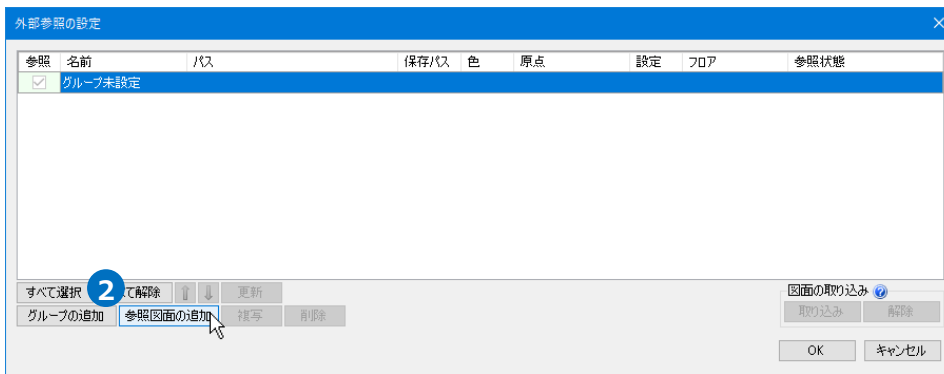 外部参照の設定
参照 名前 パス 保存パス 色 原点 設定 フロア 参照状態
グループ未設定
すべて選択 2 て解除 更新 図面の取り込み
グループの追加 参照図面の追加 複写 削除 取り込み 解除
OK キャンセル